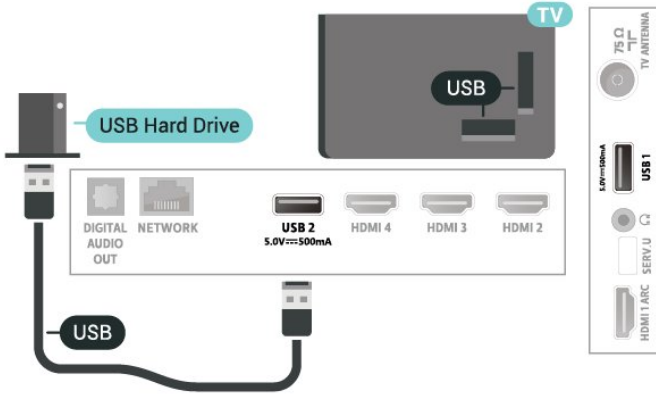 TV
USB
USB Hard Drive
DIGITAL
AUDIO
OUT
NETWORK
USB 2
5.0V⎓500mA
HDMI 4
HDMI 3
HDMI 2
USB
75 Ω
TV ANTENNA
5.0V⎓500mA
USB 1
SERV.U
HDMI 1 ARC